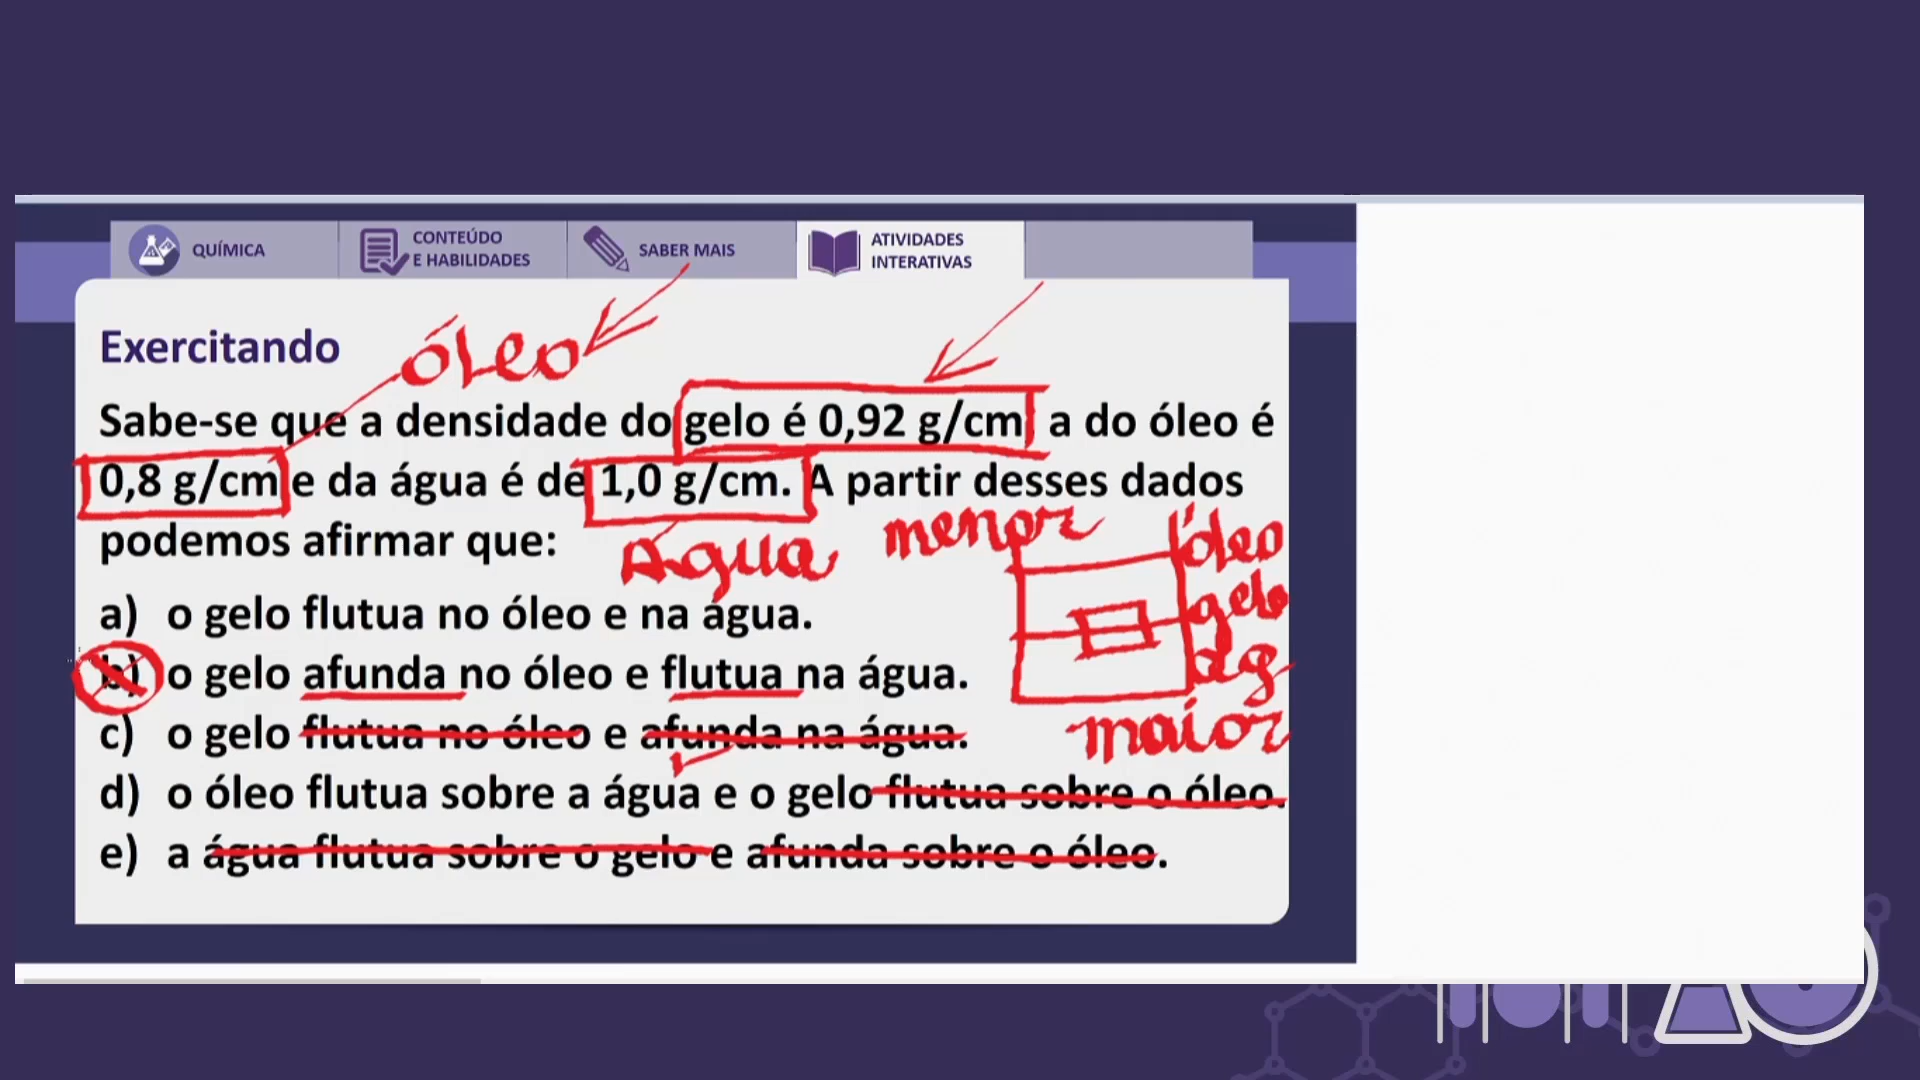 QUÍMICA
CONTEÚDO
E HABILIDADES
SABER MAIS
ATIVIDADES
INTERATIVAS
Exercitando
óleo
Sabe-se que a densidade do gelo é 0,92 g/cm a do óleo é
0,8 g/cm e da água é de 1,0 g/cm. A partir desses dados
podemos afirmar que:
Água
menor
óleo
gelo
ág
maior
a) o gelo flutua no óleo e na água.
b) o gelo afunda no óleo e flutua na água.
c) o gelo flutua no óleo e afunda na água.
d) o óleo flutua sobre a água e o gelo flutua sobre o óleo.
e) a água flutua sobre o gelo e afunda sobre o óleo.